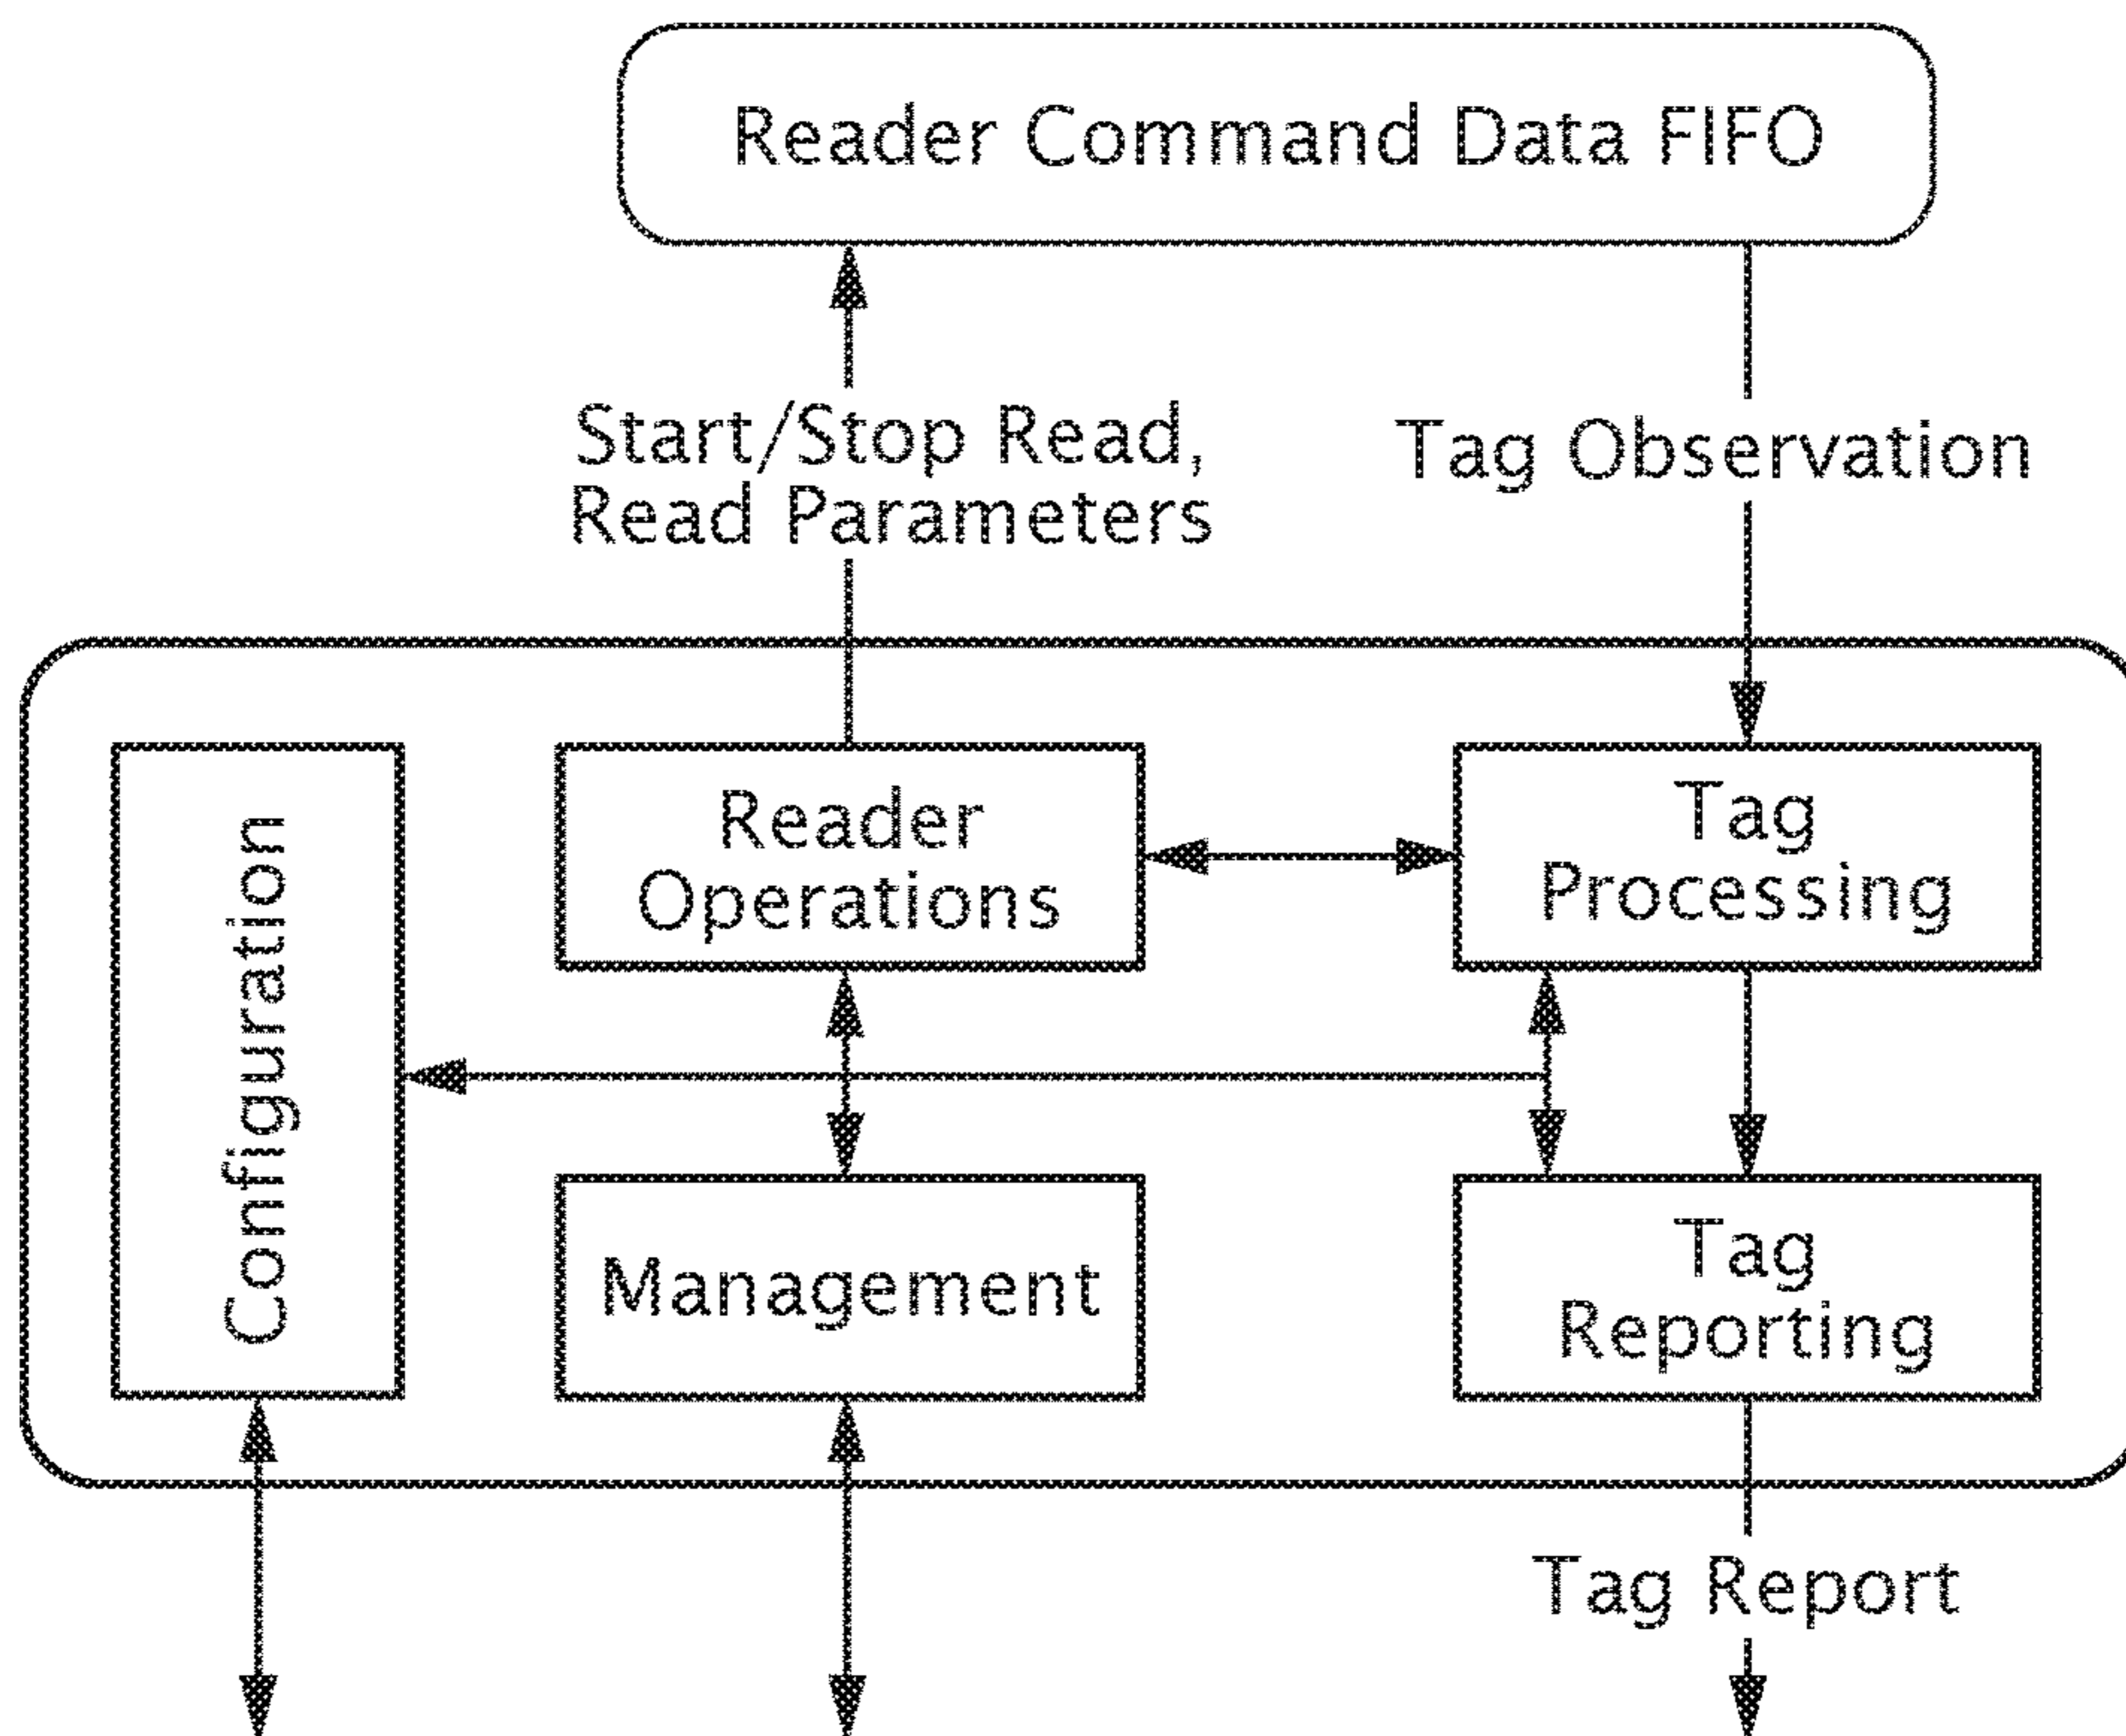 Reader Command Data FIFO
Start/Stop Read,
Read Parameters
Tag Observation
Configuration
Reader
Operations
Tag
Processing
Management
Tag
Reporting
Tag Report